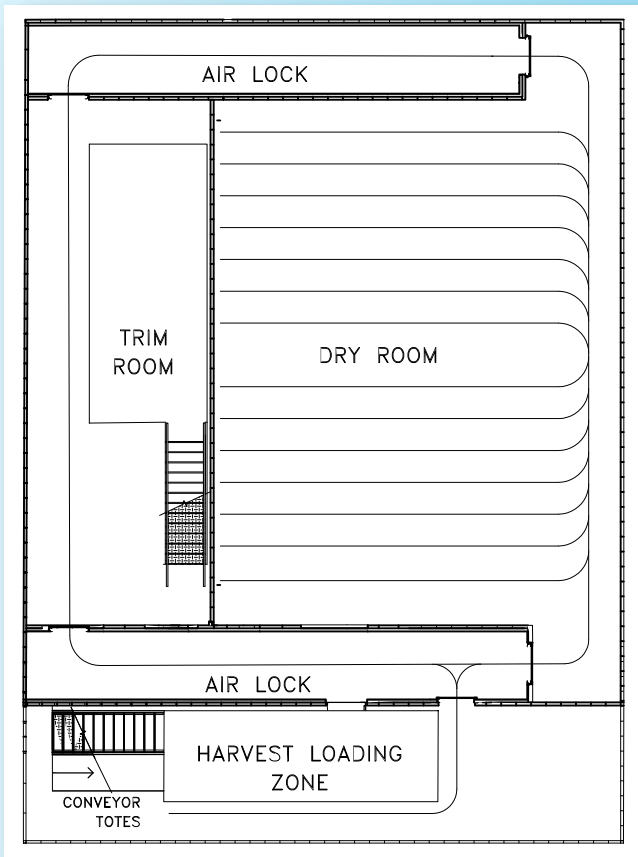 AIR LOCK
TRIM
ROOM
DRY ROOM
AIR LOCK
HARVEST LOADING
ZONE
CONVEYOR
TOTES